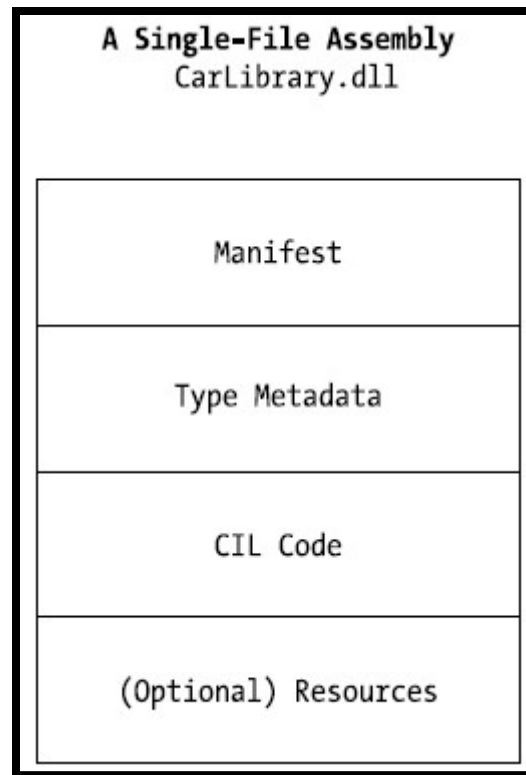 A Single-File Assembly
CarLibrary.dll
Manifest
Type Metadata
CIL Code
(Optional) Resources